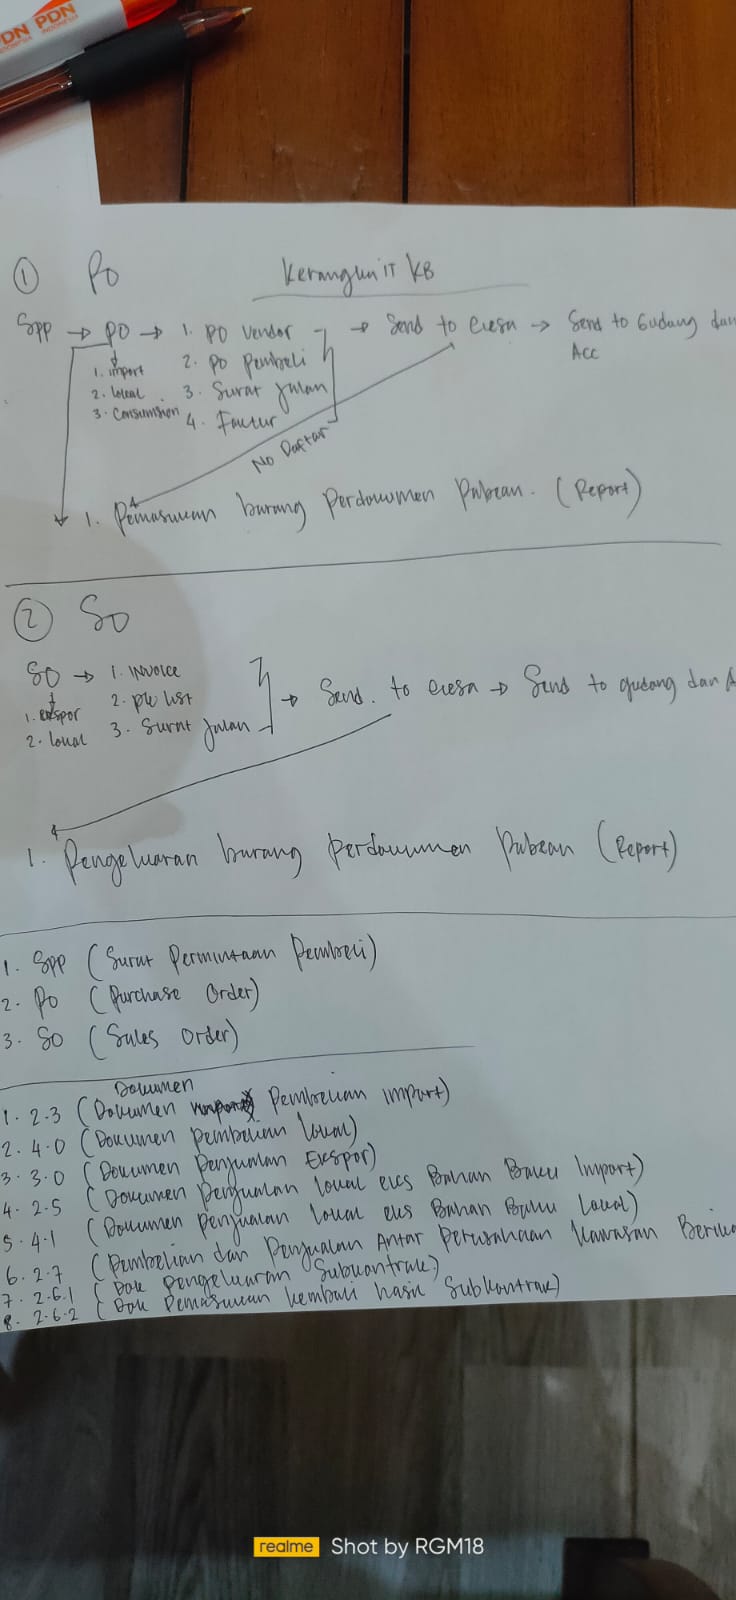 PDN PDN
INDONESIA
① PO
Kerangka IT KB
Spp → PO → 1. PO Vendor → Send to Ciesa → Send to Gudang dan
1. import 2. PO Pembeli Acc
2. Local 3. Surat Jalan
3. Consumsion 4. Factur
No Daftar
1. Pemasukan barang Perdokumen Pabean. (Report)
② SO
SO → 1. INVOICE
1. ekspor 2. pk list → Send. to Ciesa → Send to gudang dan A
2. Lokal 3. Surat Jalan
1. Pengeluaran barang perdokumen Pabean (Report)
1. Spp (Surat Permintaan Pembeli)
2. PO (Purchase Order)
3. SO (Sales Order)
Dokumen
1. 2.3 (Dokumen Pembelian Import)
2. 4.0 (Dokumen Pembelian Lokal)
3. 3.0 (Dokumen Penjualan Ekspor)
4. 2.5 (Dokumen Penjualan lokal eks Bahan Baku Import)
5. 4.1 (Dokumen Penjualan lokal eks Bahan Baku Lokal)
6. 2.7 (Pembelian dan Penjualan Antar Perusahaan Kawasan Berika
7. 2.6.1 (Dok Pengeluaran Subkontrak)
8. 2.6.2 (Dok Pemasukan kembali hasil Subkontrak)
realme Shot by RGM18